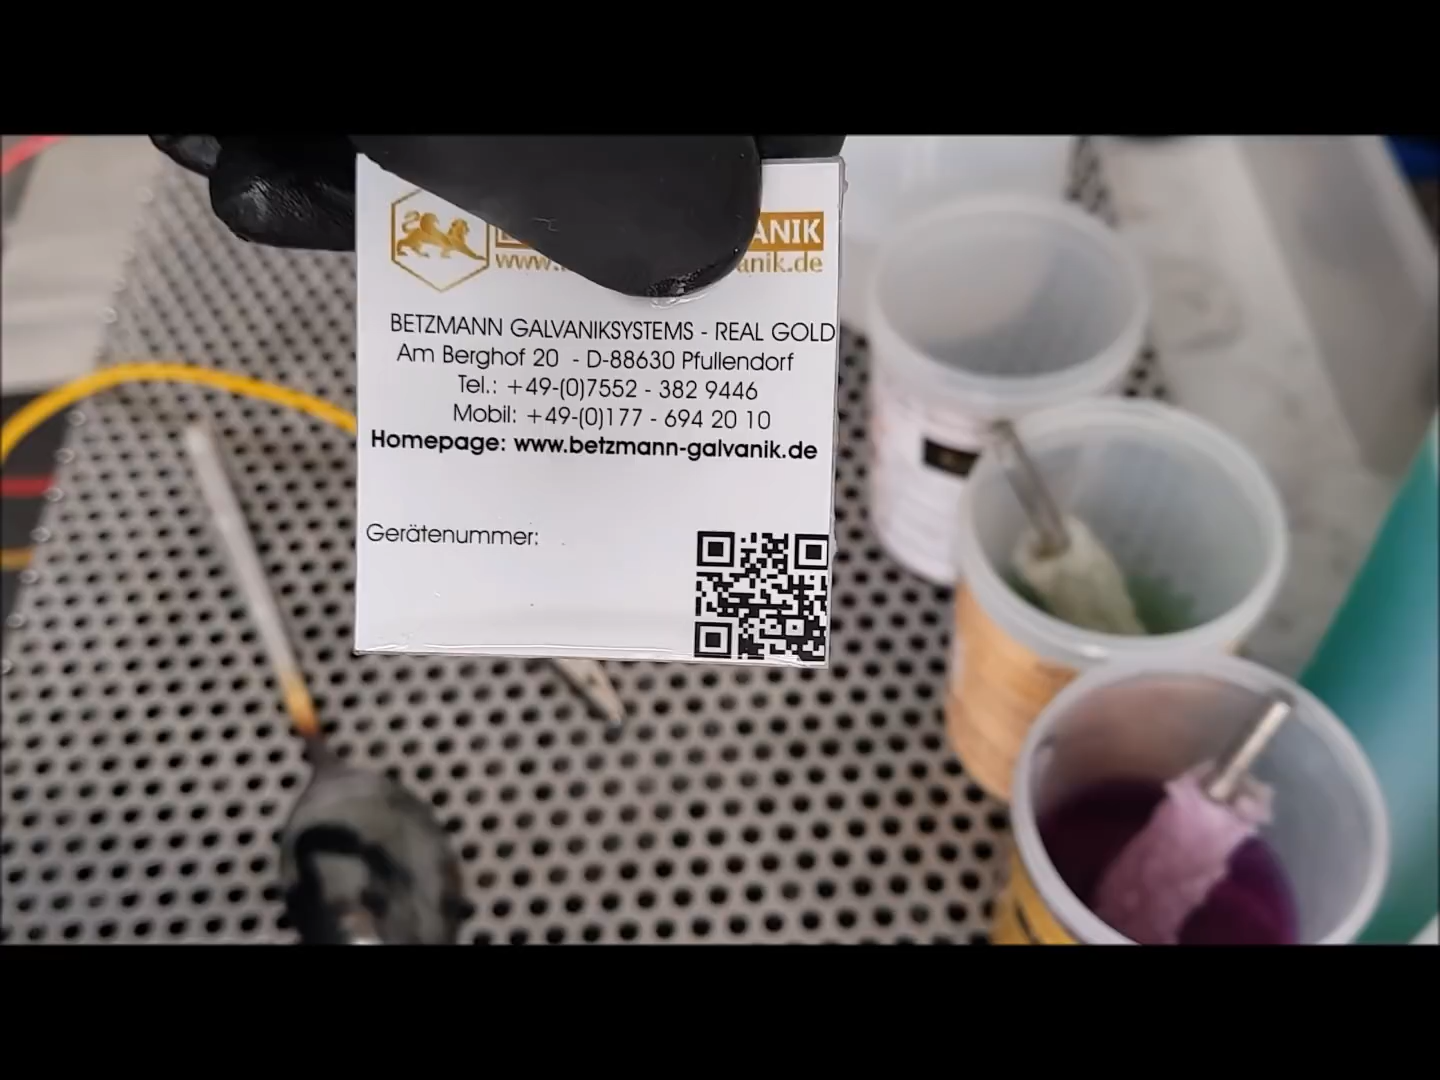 ANIK
www. anik.de
BETZMANN GALVANIKSYSTEMS - REAL GOLD
Am Berghof 20 - D-88630 Pfullendorf
Tel.: +49-(0)7552 - 382 9446
Mobil: +49-(0)177 - 694 20 10
Homepage: www.betzmann-galvanik.de
Gerätenummer: